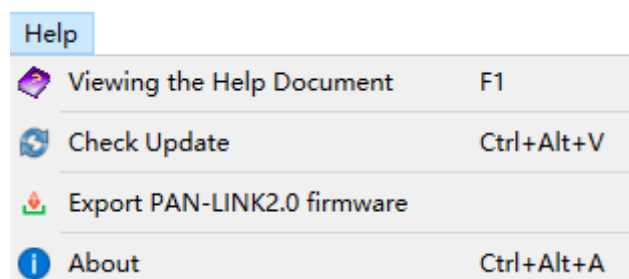 Help
Viewing the Help Document F1
Check Update Ctrl+Alt+V
Export PAN-LINK2.0 firmware
About Ctrl+Alt+A